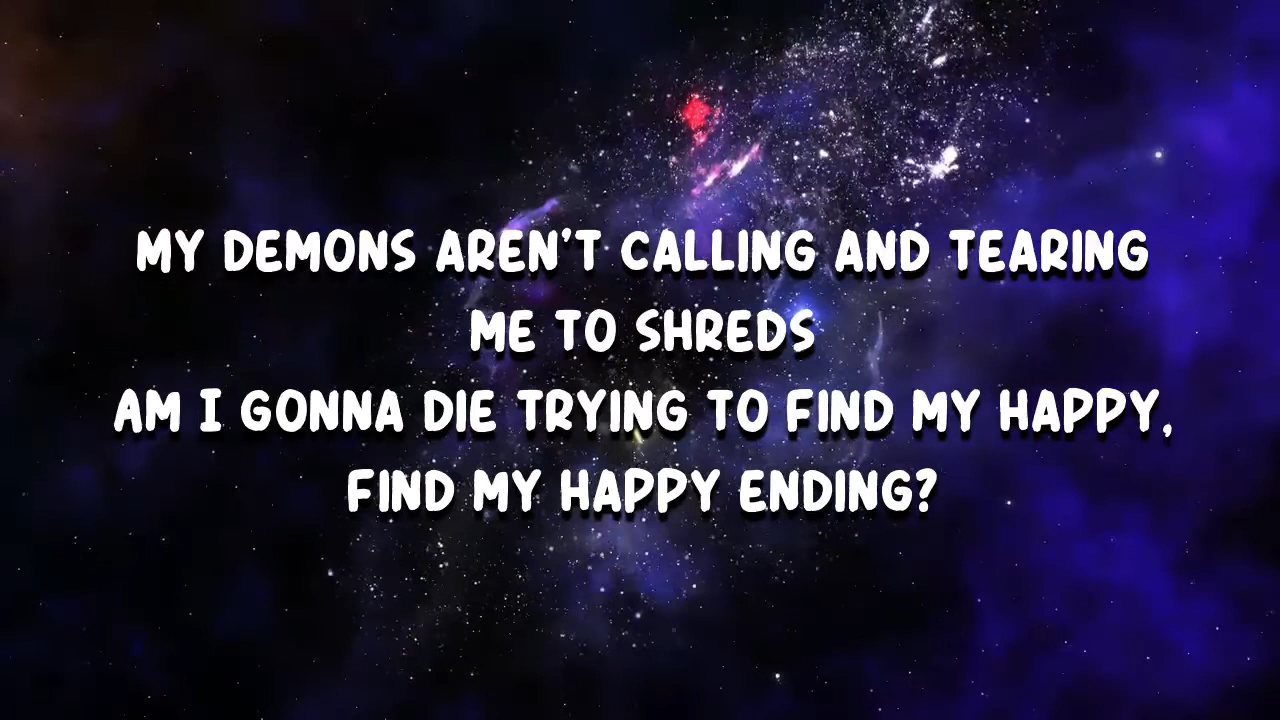 MY DEMONS AREN'T CALLING AND TEARING
ME TO SHREDS
AM I GONNA DIE TRYING TO FIND MY HAPPY,
FIND MY HAPPY ENDING?